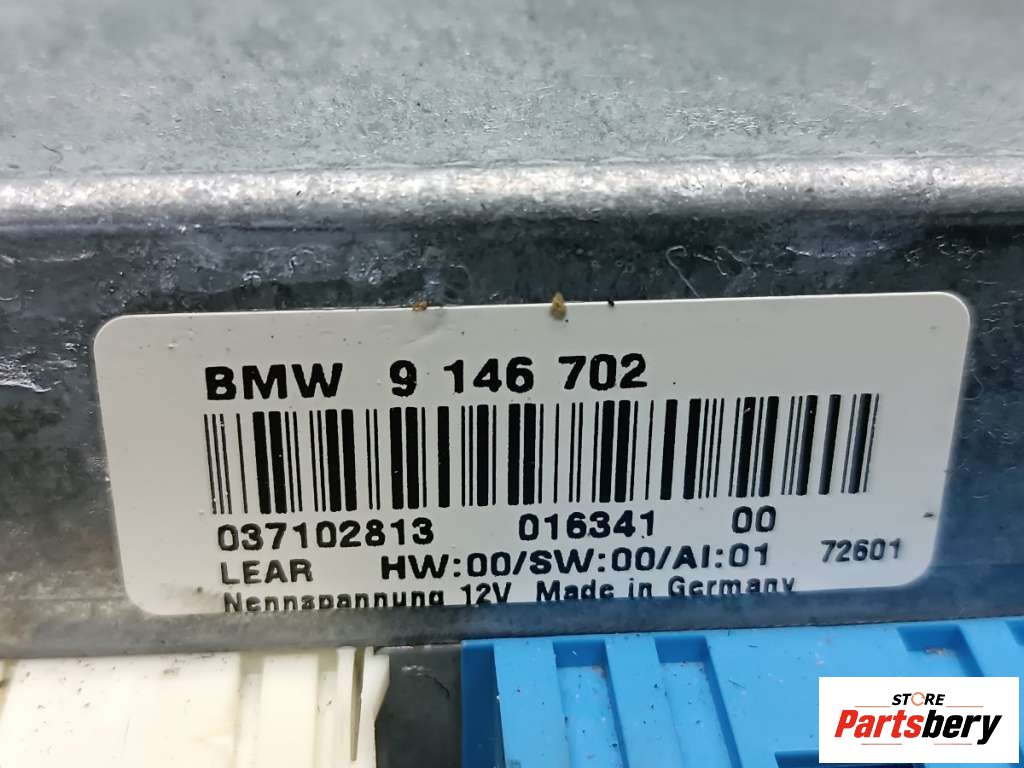 BMW 9 146 702
037102813 016341 00
LEAR HW:00/SW:00/AI:01 72601
Nennspannung 12V Made in Germany
STORE
Partsbery